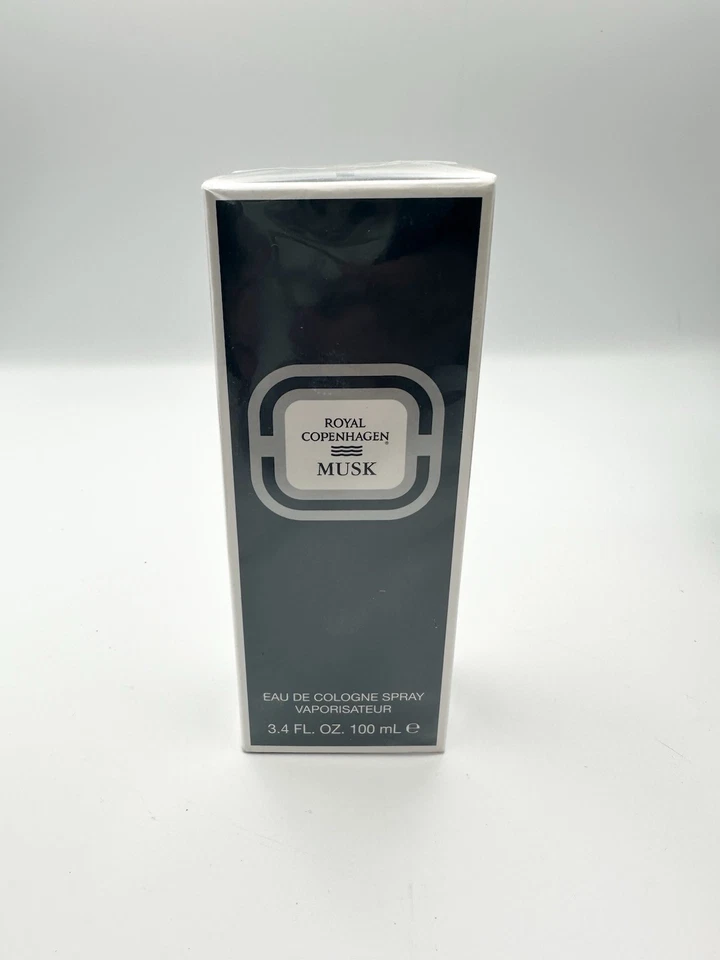 ROYAL
COPENHAGEN®
MUSK
EAU DE COLOGNE SPRAY
VAPORISATEUR
3.4 FL. OZ. 100 mL ℮